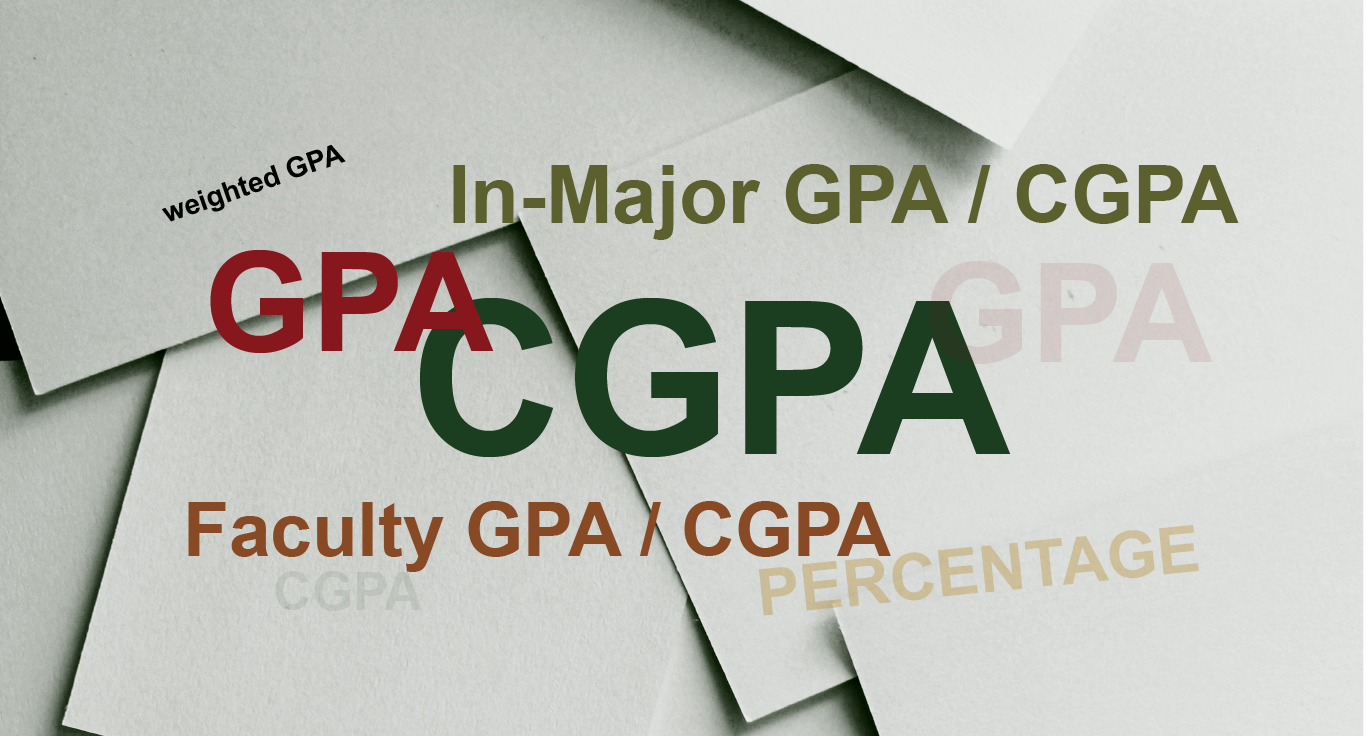 weighted GPA
In-Major GPA / CGPA
GPA
GPA
CGPA
Faculty GPA / CGPA
PERCENTAGE
CGPA